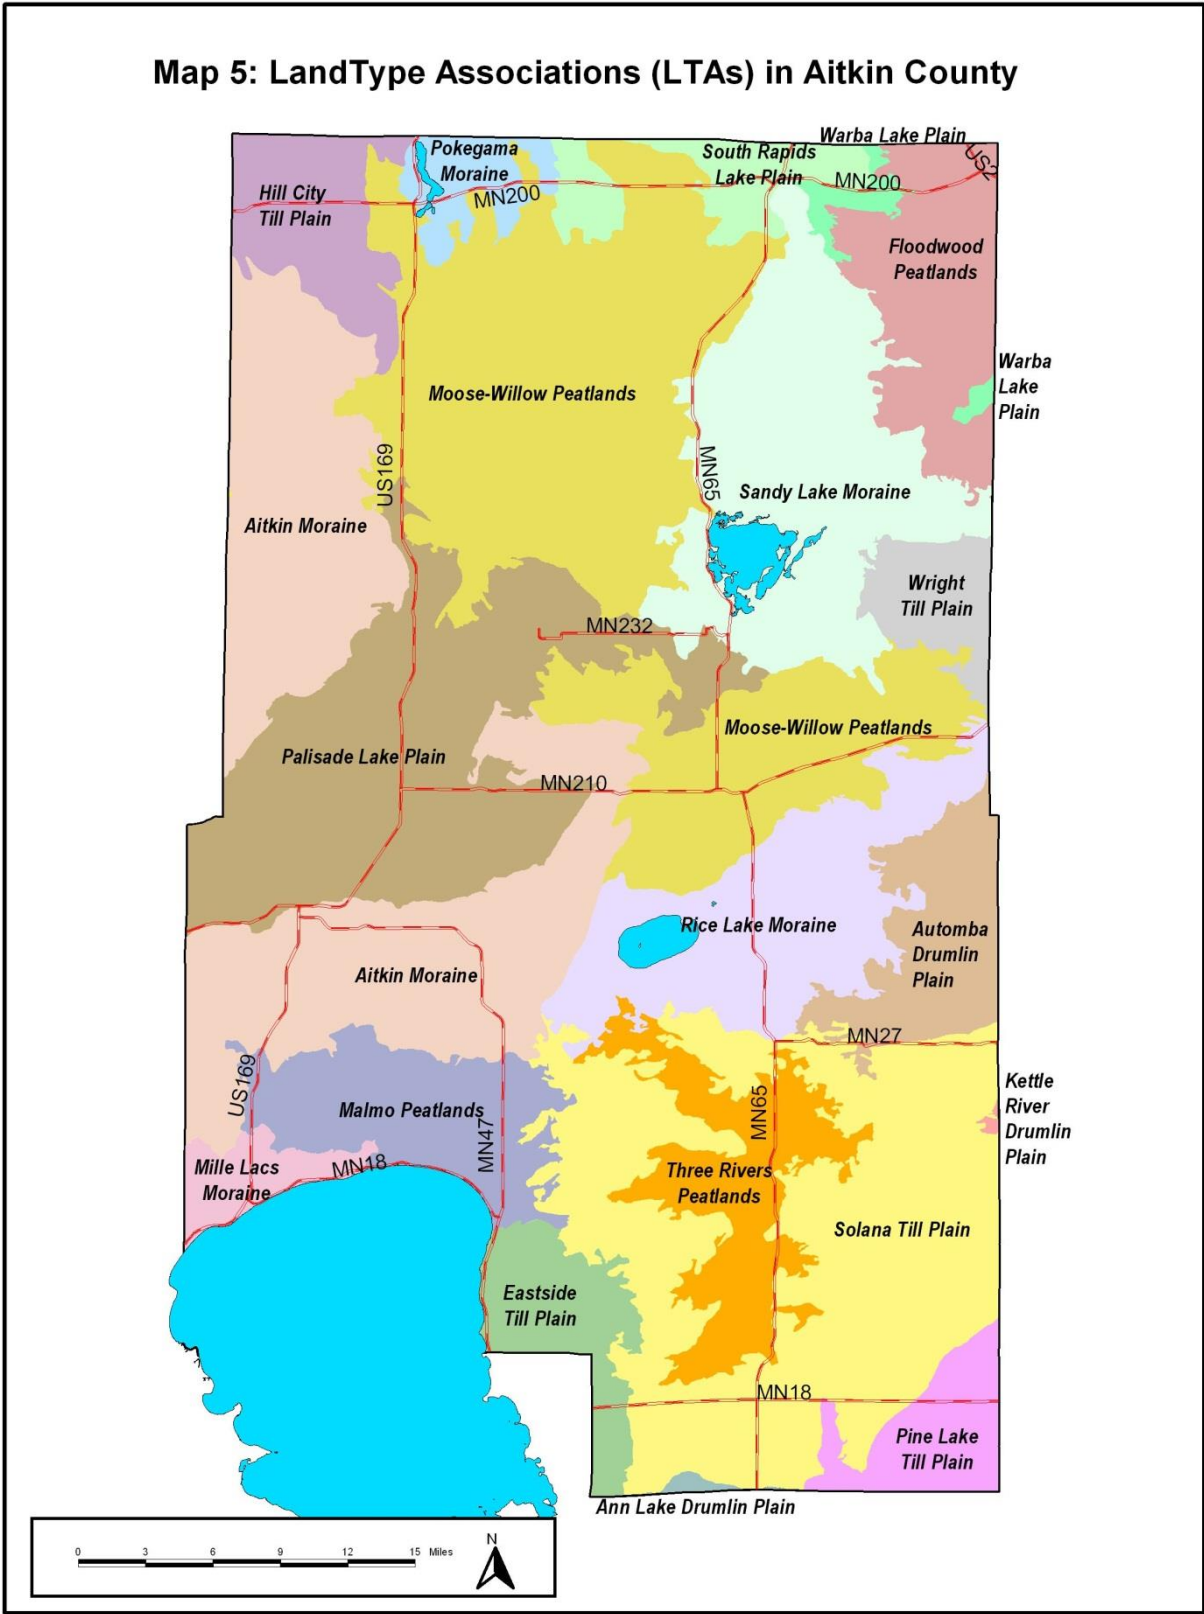 Map 5: LandType Associations (LTAs) in Aitkin County
Warba Lake Plain
Pokegama
Moraine
South Rapids
Lake Plain
US2
MN200
MN200
Hill City
Till Plain
Floodwood
Peatlands
Warba
Lake
Plain
Moose-Willow Peatlands
US169
MN65
Sandy Lake Moraine
Aitkin Moraine
Wright
Till Plain
MN232
Moose-Willow Peatlands
Palisade Lake Plain
MN210
Rice Lake Moraine
Automba
Drumlin
Plain
Aitkin Moraine
MN27
US169
Kettle
River
Drumlin
Plain
Malmo Peatlands
MN47
MN65
Mille Lacs
Moraine
MN18
Three Rivers
Peatlands
Solana Till Plain
Eastside
Till Plain
MN18
Pine Lake
Till Plain
Ann Lake Drumlin Plain
0 3 6 9 12 15 Miles
N